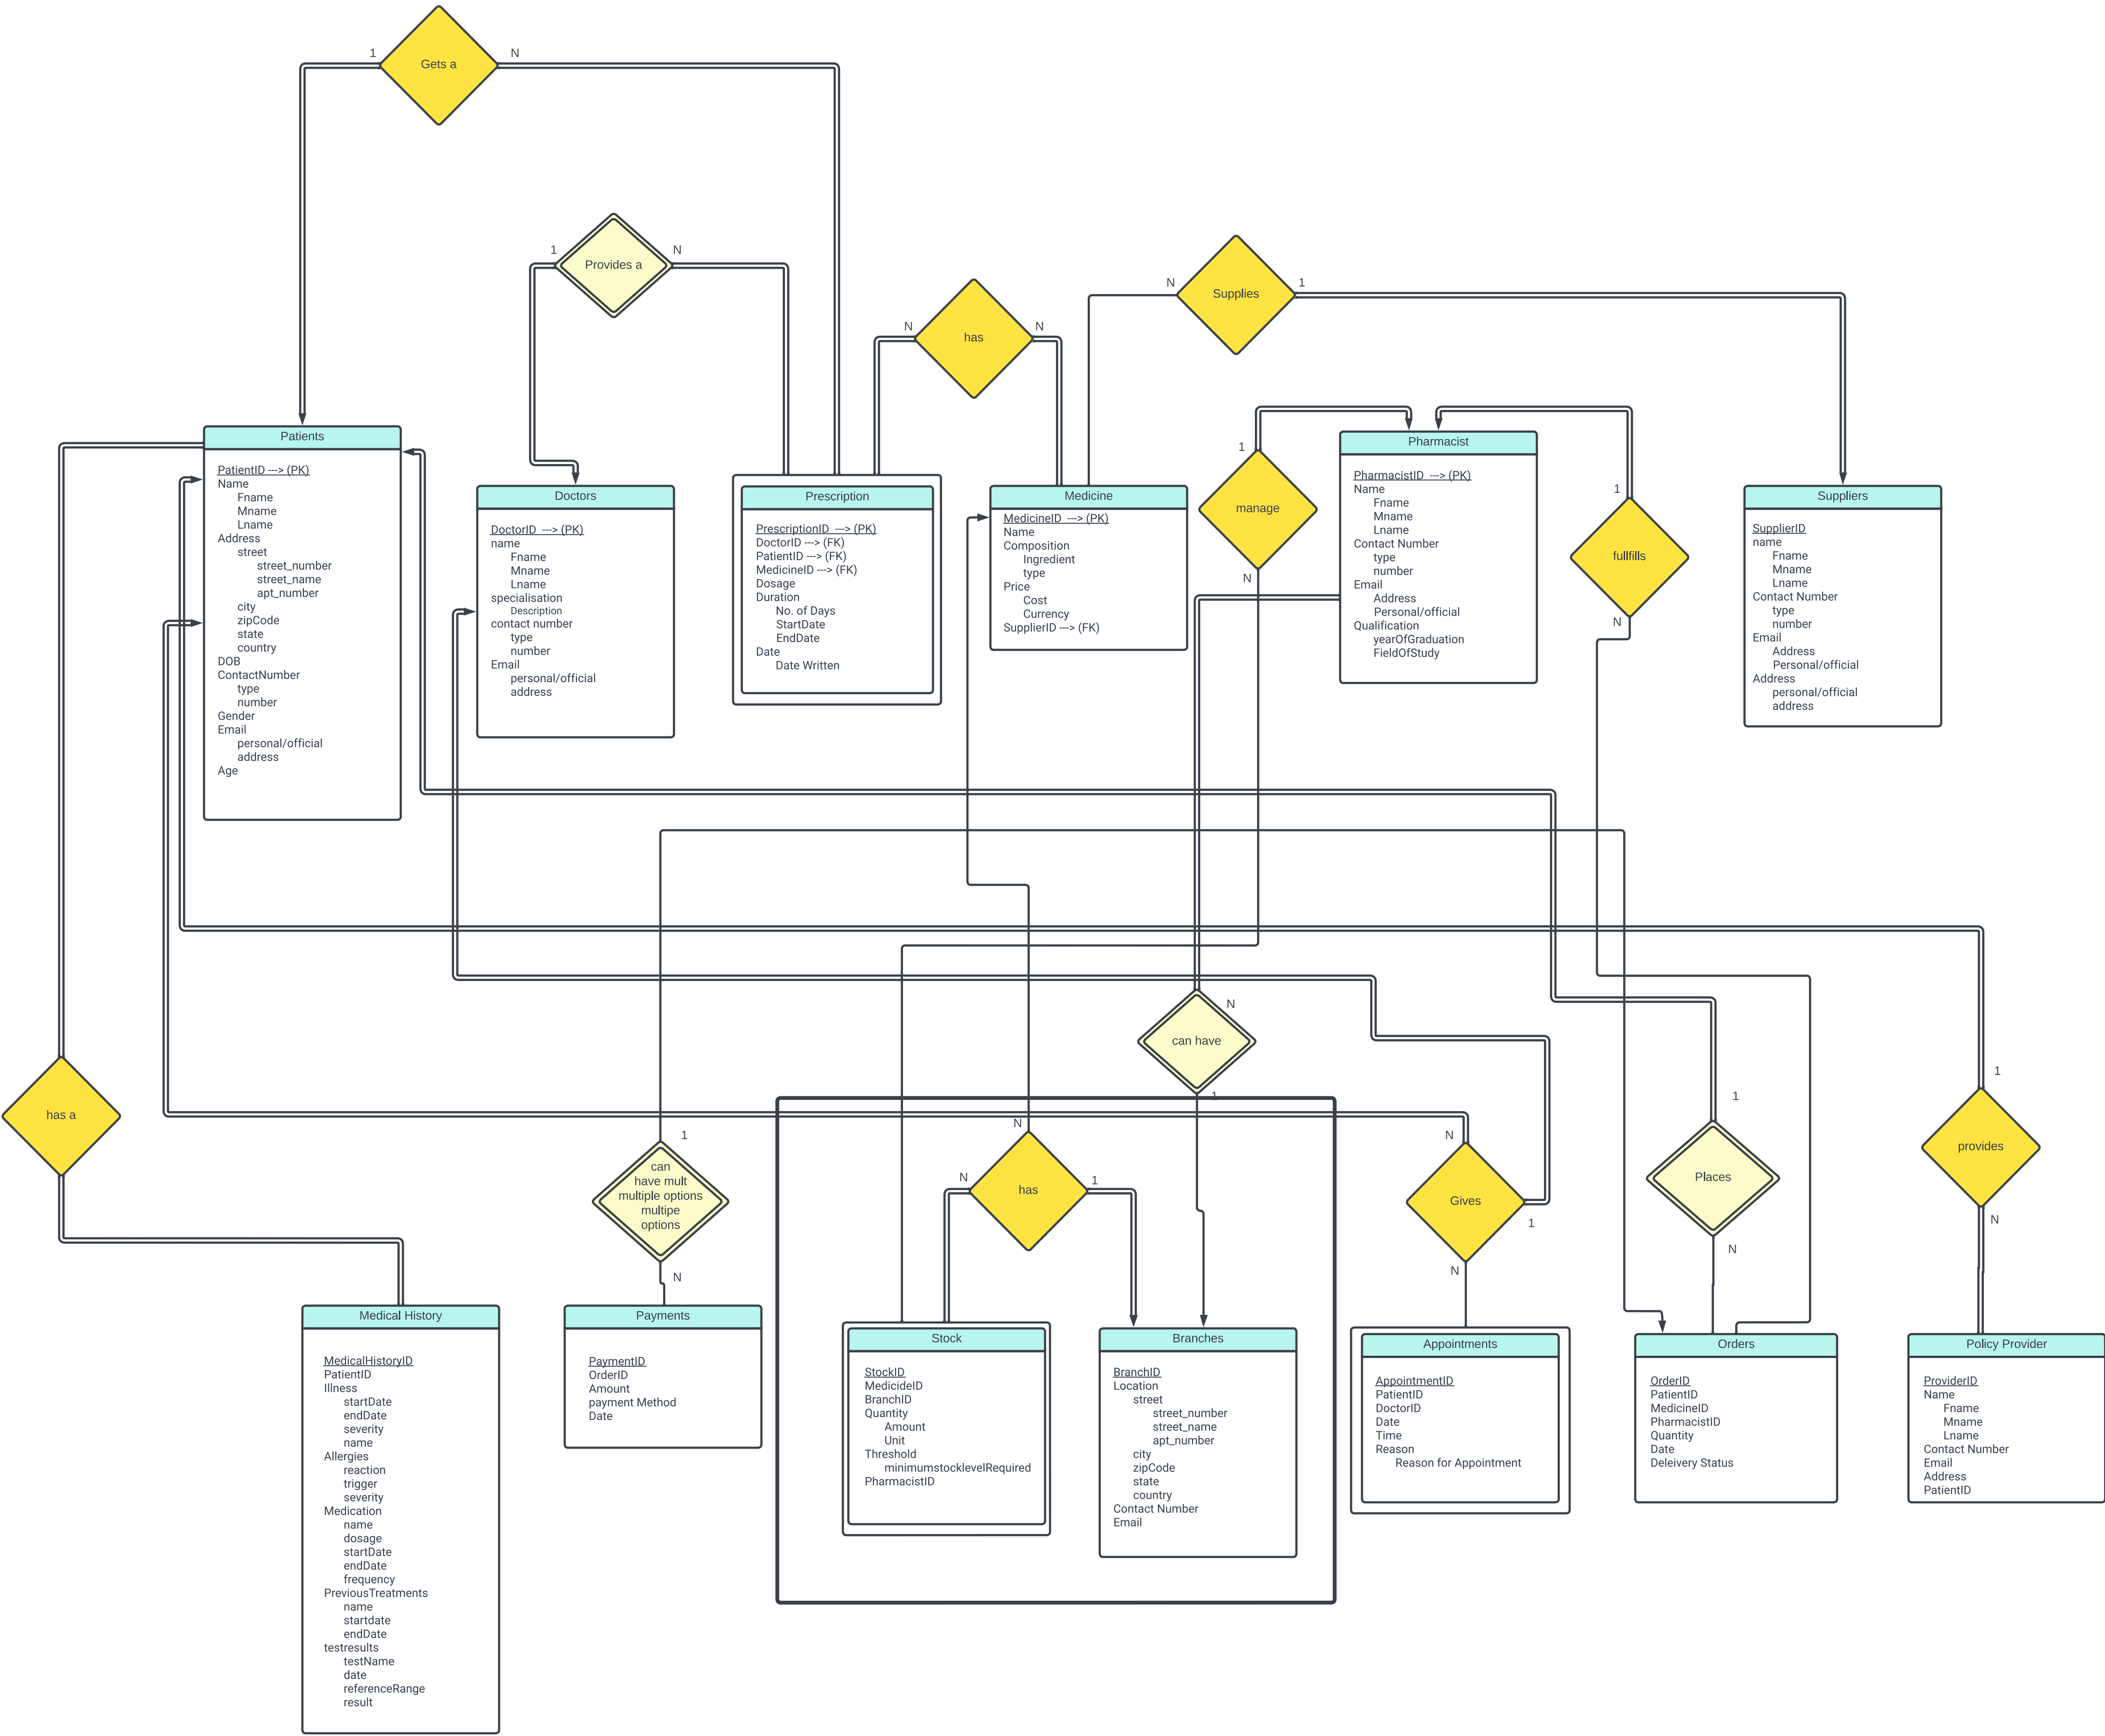 Gets a
1
N
Provides a
1
N
has
N
N
Supplies
N
1
manage
1
N
fullfills
1
N
Patients
PatientID ---> (PK)
Name
Fname
Mname
Lname
Address
street
street_number
street_name
apt_number
city
zipCode
state
country
DOB
ContactNumber
type
number
Gender
Email
personal/official
address
Age
Doctors
DoctorID ---> (PK)
name
Fname
Mname
Lname
specialisation
Description
contact number
type
number
Email
personal/official
address
Prescription
PrescriptionID ---> (PK)
DoctorID ---> (FK)
PatientID ---> (FK)
MedicineID ---> (FK)
Dosage
Duration
No. of Days
StartDate
EndDate
Date
Date Written
Medicine
MedicineID ---> (PK)
Name
Composition
Ingredient
type
Price
Cost
Currency
SupplierID ---> (FK)
Pharmacist
PharmacistID ---> (PK)
Name
Fname
Mname
Lname
Contact Number
type
number
Email
Address
Personal/official
Qualification
yearOfGraduation
FieldOfStudy
Suppliers
SupplierID
name
Fname
Mname
Lname
Contact Number
type
number
Email
Address
Personal/official
Address
personal/official
address
has a
can
have mult
multiple options
multipe
options
1
N
has
N
N
1
can have
N
1
Gives
N
1
N
Places
1
N
provides
1
N
Medical History
MedicalHistoryID
PatientID
Illness
startDate
endDate
severity
name
Allergies
reaction
trigger
severity
Medication
name
dosage
startDate
endDate
frequency
PreviousTreatments
name
startdate
endDate
testresults
testName
date
referenceRange
result
Payments
PaymentID
OrderID
Amount
payment Method
Date
Stock
StockID
MedicideID
BranchID
Quantity
Amount
Unit
Threshold
minimumstocklevelRequired
PharmacistID
Branches
BranchID
Location
street
street_number
street_name
apt_number
city
zipCode
state
country
Contact Number
Email
Appointments
AppointmentID
PatientID
DoctorID
Date
Time
Reason
Reason for Appointment
Orders
OrderID
PatientID
MedicineID
PharmacistID
Quantity
Date
Deleivery Status
Policy Provider
ProviderID
Name
Fname
Mname
Lname
Contact Number
Email
Address
PatientID